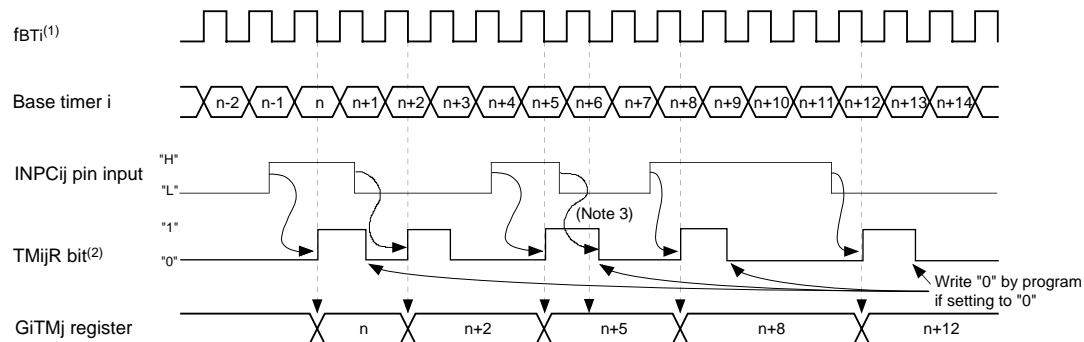 fBTi(1)
Base timer i
n-2 n-1 n n+1 n+2 n+3 n+4 n+5 n+6 n+7 n+8 n+9 n+10 n+11 n+12 n+13 n+14
"H"
INPCij pin input
"L"
(Note 3)
"1"
TMijR bit(2)
"0"
Write "0" by program
if setting to "0"
GiTMj register
n n+2 n+5 n+8 n+12